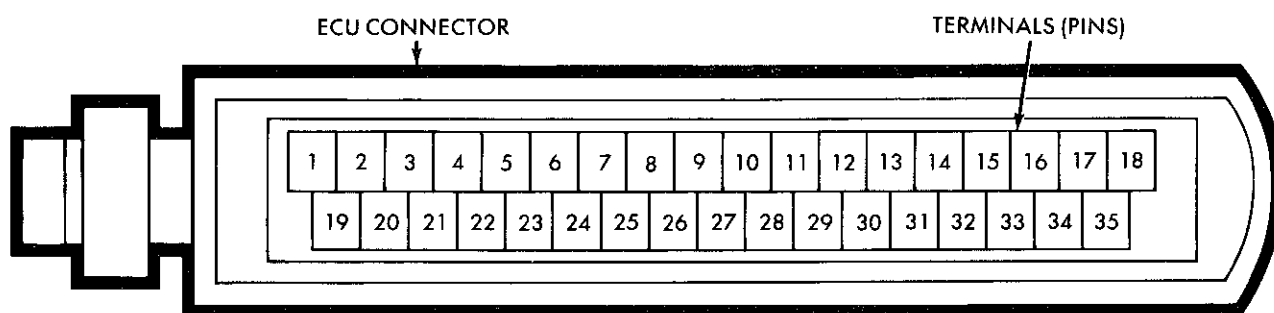 ECU CONNECTOR
TERMINALS (PINS)
1 2 3 4 5 6 7 8 9 10 11 12 13 14 15 16 17 18
19 20 21 22 23 24 25 26 27 28 29 30 31 32 33 34 35